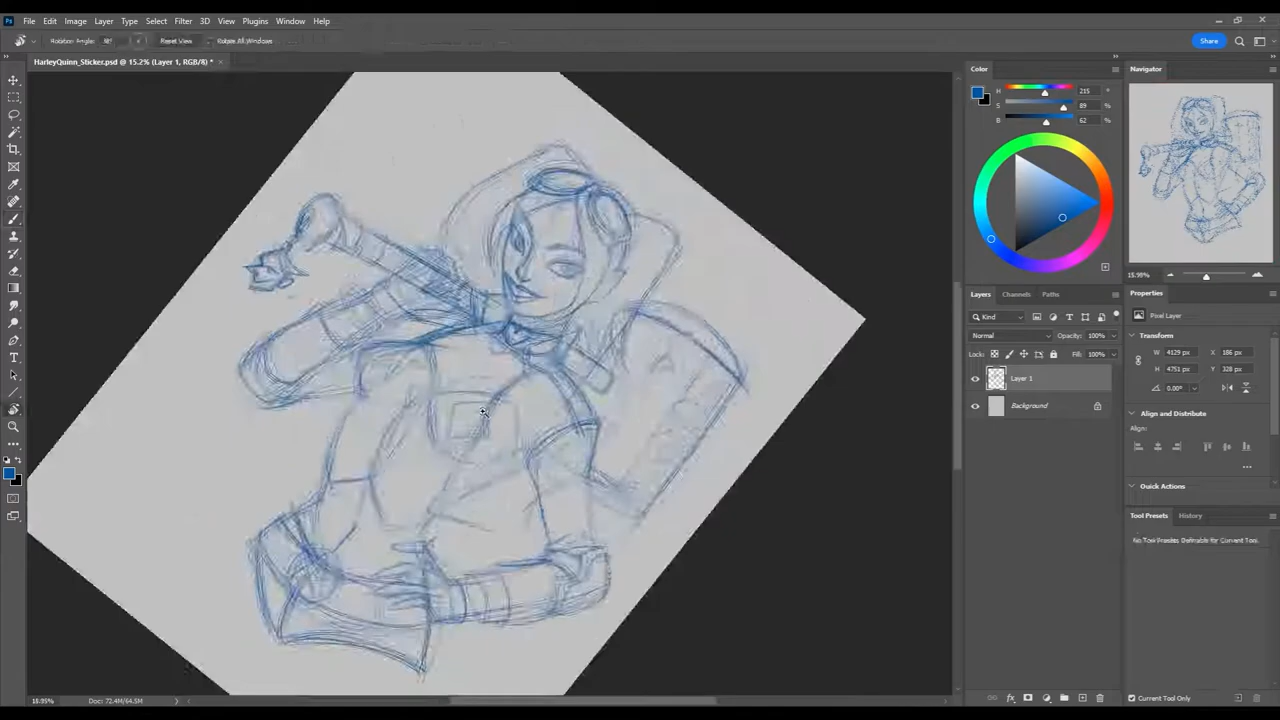 File Edit Image Layer Type Select Filter 3D View Plugins Window Help
Rotation Angle: Reset View Rotate All Windows
Share
HarleyQuinn_Sticker.psd @ 15.2% (Layer 1, RGB/8) *
Color
H 215 °
S 89 %
B 62 %
Navigator
15.99%
Layers Channels Paths
Kind
Normal Opacity: 100%
Lock: Fill: 100%
Layer 1
Background
Properties
Pixel Layer
Transform
W 4129 px X 186 px
H 4751 px Y 328 px
0.00°
Align and Distribute
Align:
Quick Actions
Tool Presets History
No Tool Presets Defined for Current Tool.
Current Tool Only
18.95% Doc: 72.4M/64.5M